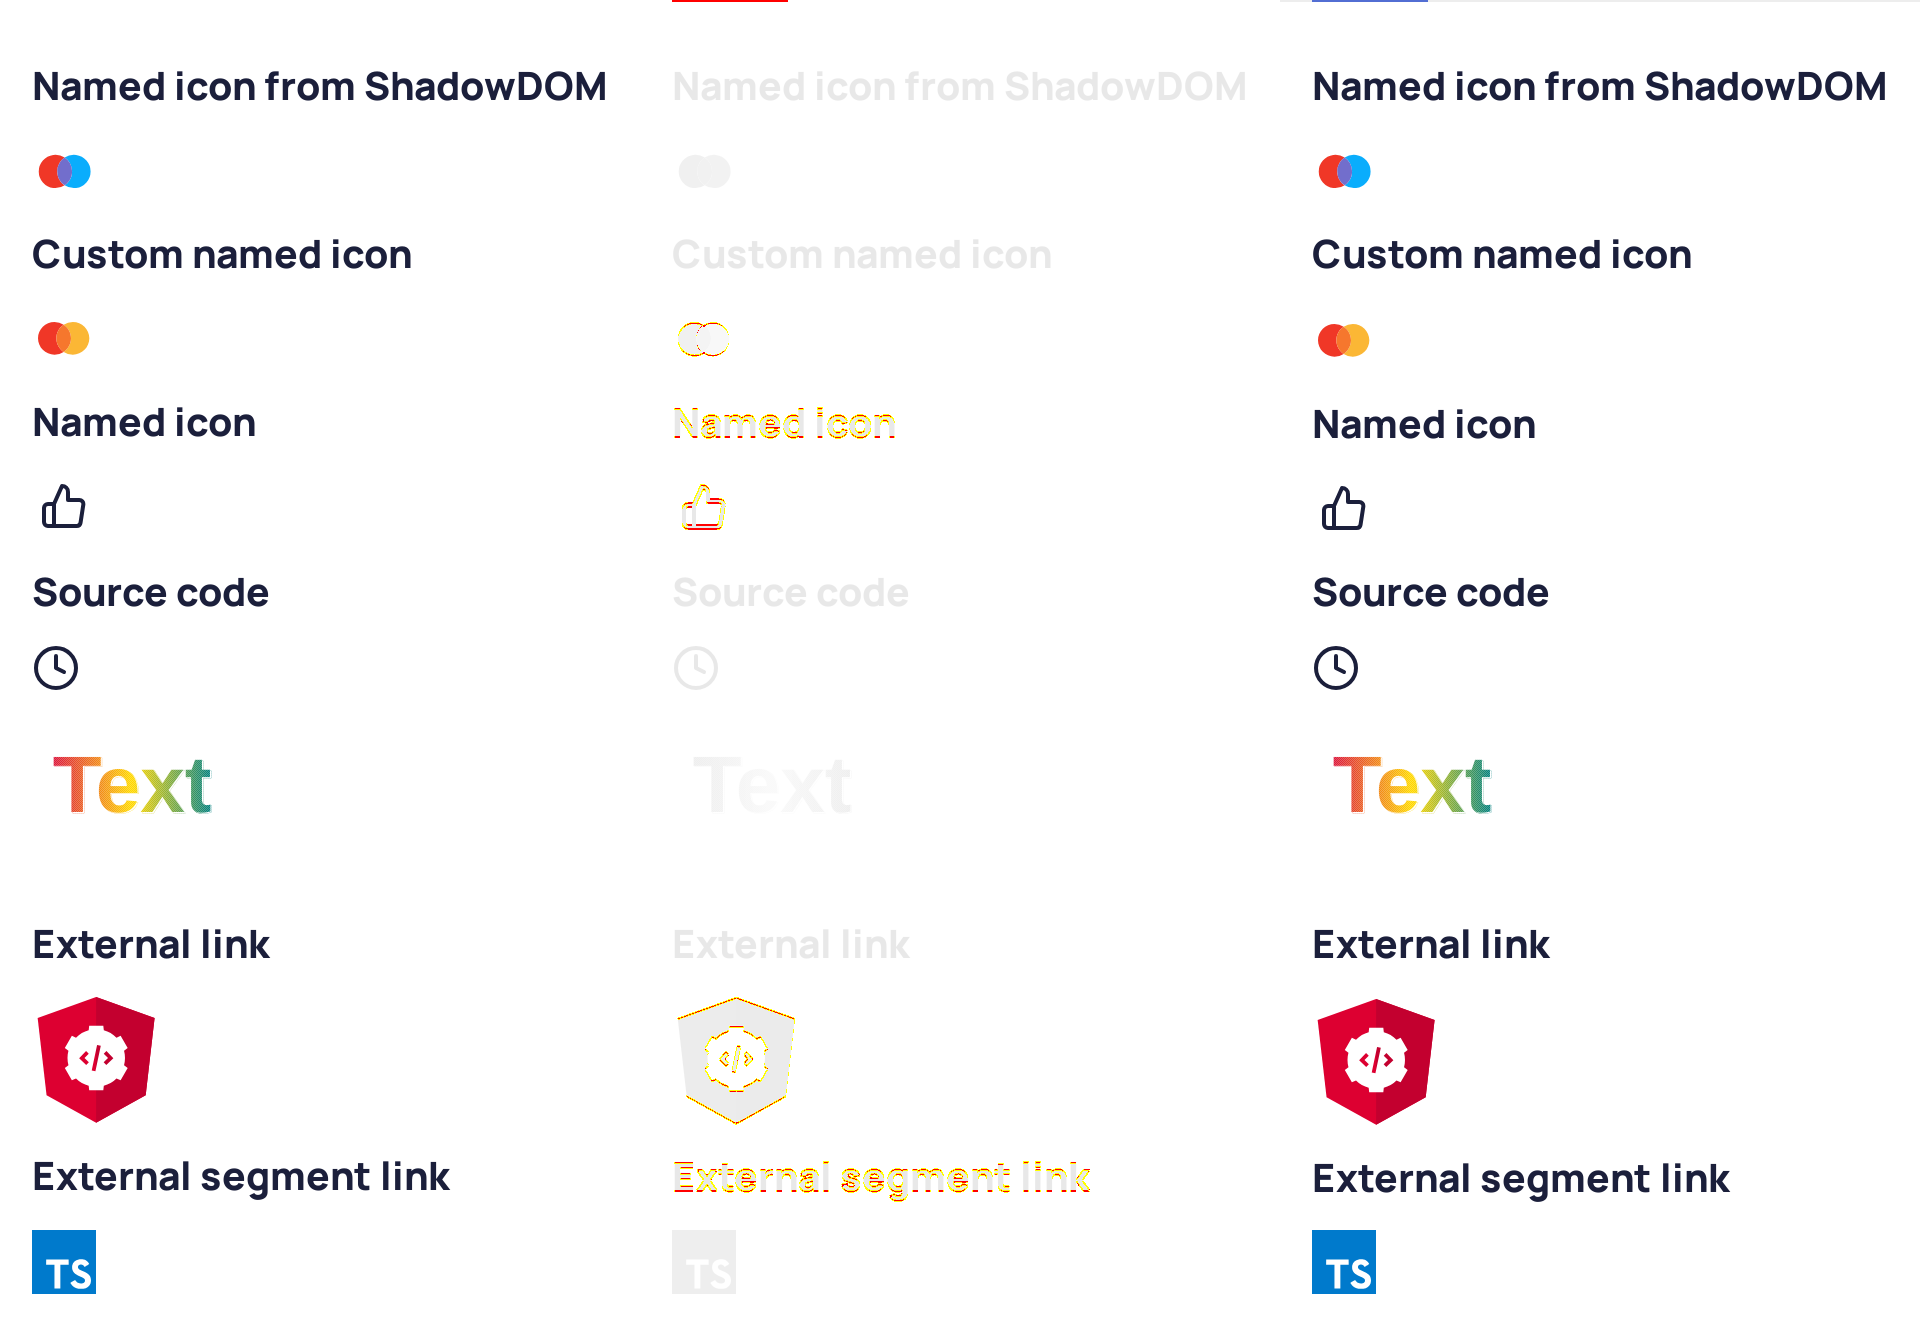 Named icon from ShadowDOM Named icon from ShadowDOM Named icon from ShadowDOM
Custom named icon Custom named icon Custom named icon
Named icon Named icon Named icon
Source code Source code Source code
Text Text Text
External link External link External link
</> </> </>
External segment link External segment link External segment link
TS TS TS